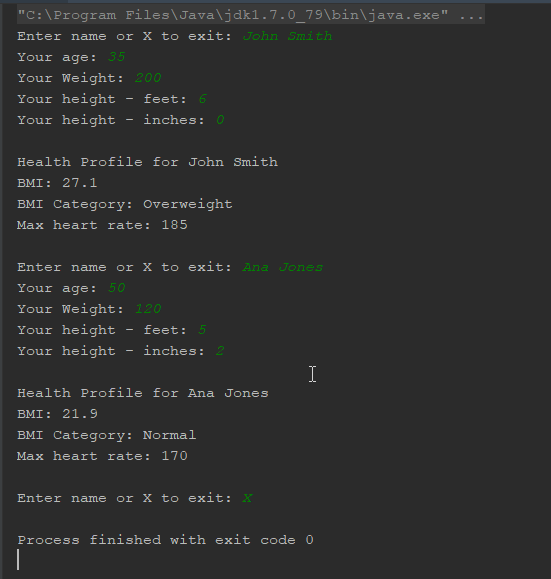 "C:\Program Files\Java\jdk1.7.0_79\bin\java.exe" ...
Enter name or X to exit: John Smith
Your age: 35
Your Weight: 200
Your height - feet: 6
Your height - inches: 0
Health Profile for John Smith
BMI: 27.1
BMI Category: Overweight
Max heart rate: 185
Enter name or X to exit: Ana Jones
Your age: 50
Your Weight: 120
Your height - feet: 5
Your height - inches: 2
Health Profile for Ana Jones
BMI: 21.9
BMI Category: Normal
Max heart rate: 170
Enter name or X to exit: X
Process finished with exit code 0